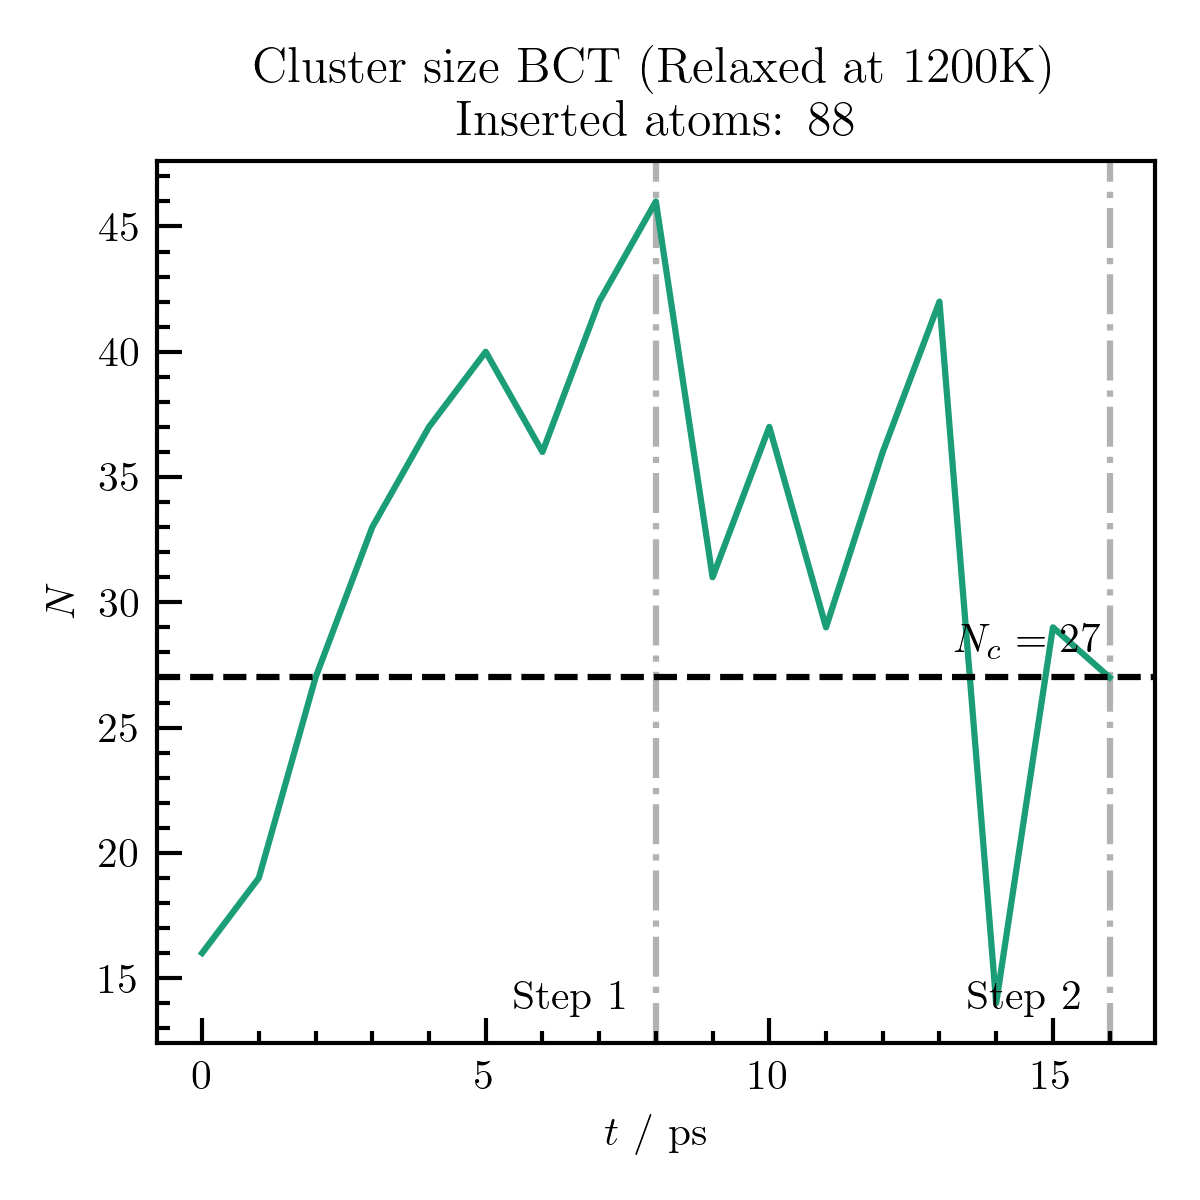 Cluster size BCT (Relaxed at 1200K)
Inserted atoms: 88
45
40
35
30
25
20
15
N
N_c = 27
Step 1
Step 2
0
5
10
15
t / ps